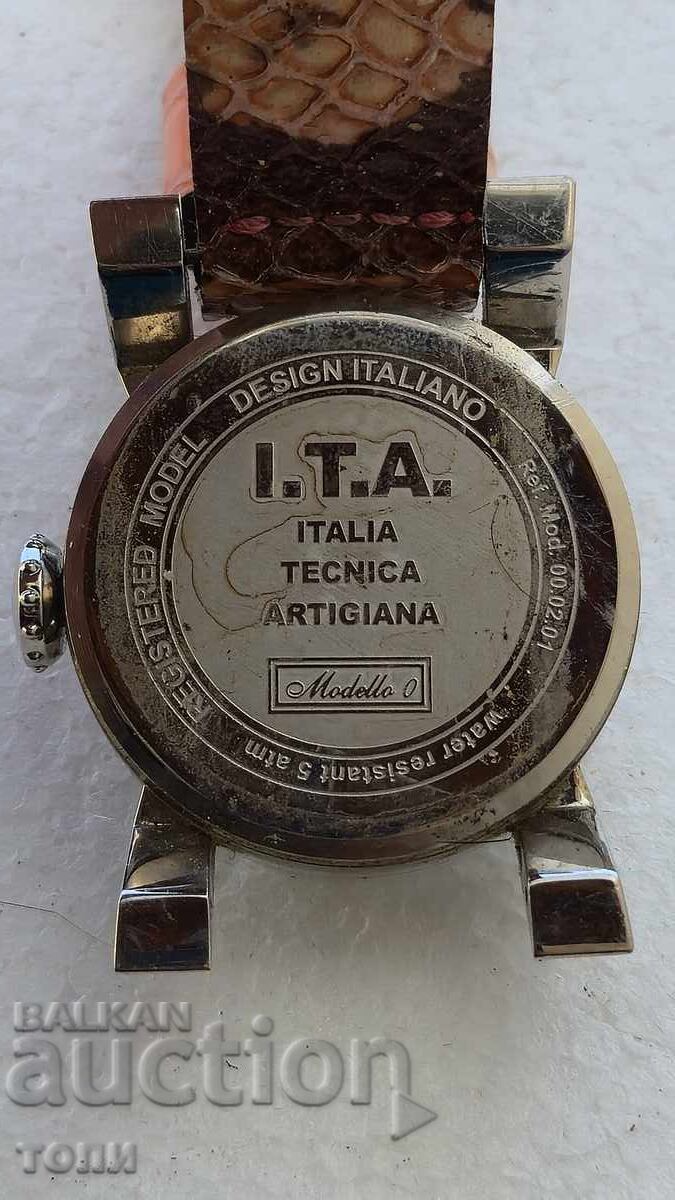 REGSTERED MODEL
DESIGN ITALIANO
Ref. Mod. 00.02.01
water resistant 5 atm
I.T.A.
ITALIA
TECNICA
ARTIGIANA
Modello 0
BALKAN
auction
ТОПИ